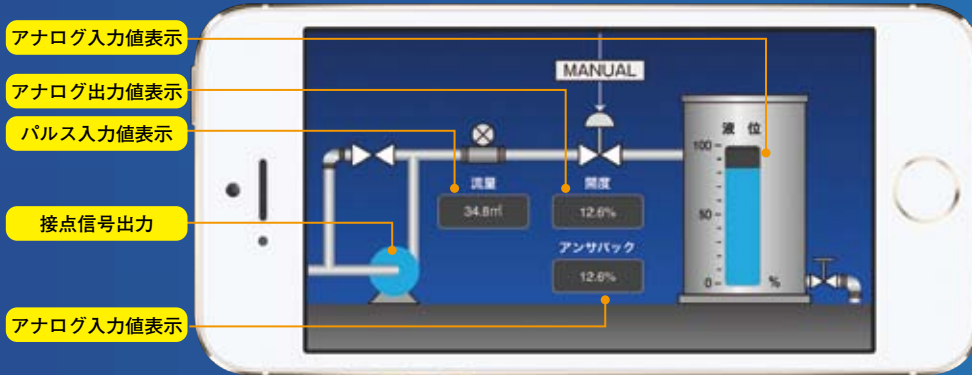 アナログ入力値表示
アナログ出力値表示
パルス入力値表示
接点信号出力
アナログ入力値表示
MANUAL
流量
34.8㎥
開度
12.6%
アンサバック
12.6%
液 位
100
50
0
%